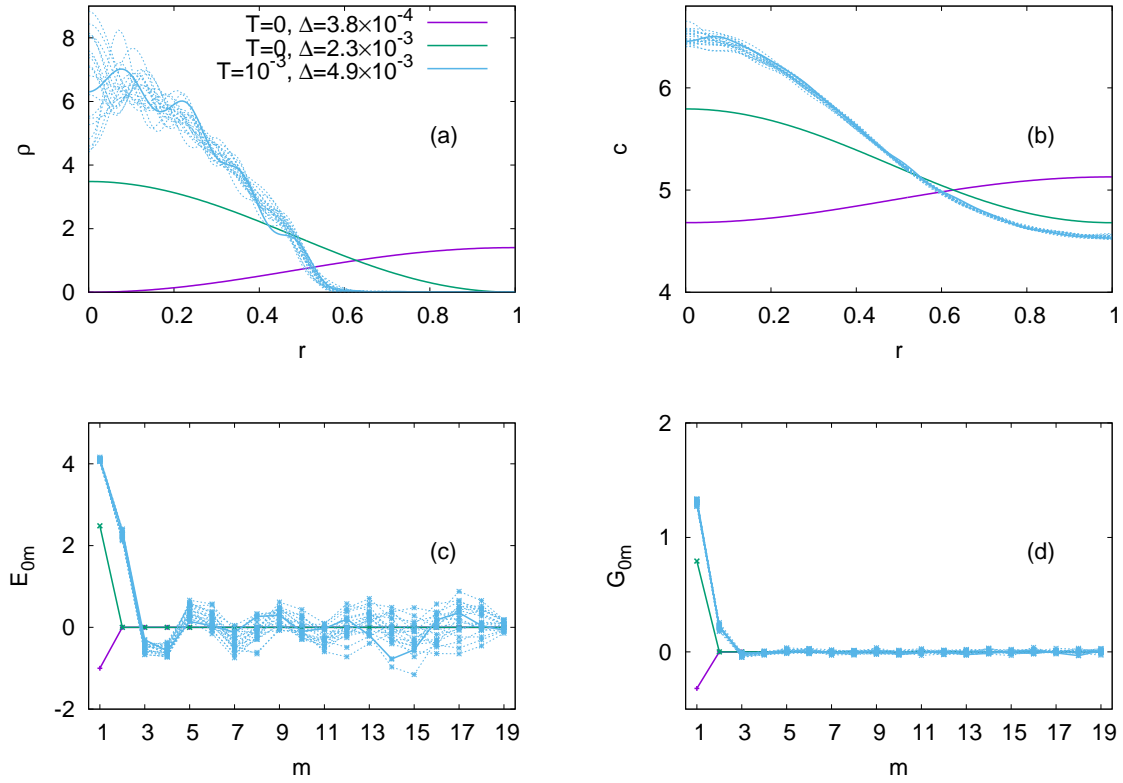 T=0, Δ=3.8×10⁻⁴
T=0, Δ=2.3×10⁻³
T=10⁻³, Δ=4.9×10⁻³
8
6
4
2
0
ρ
(a)
0 0.2 0.4 0.6 0.8 1
r
6
5
4
c
(b)
0 0.2 0.4 0.6 0.8 1
r
4
2
0
-2
E₀ₘ
(c)
1 3 5 7 9 11 13 15 17 19
m
2
1
0
G₀ₘ
(d)
1 3 5 7 9 11 13 15 17 19
m